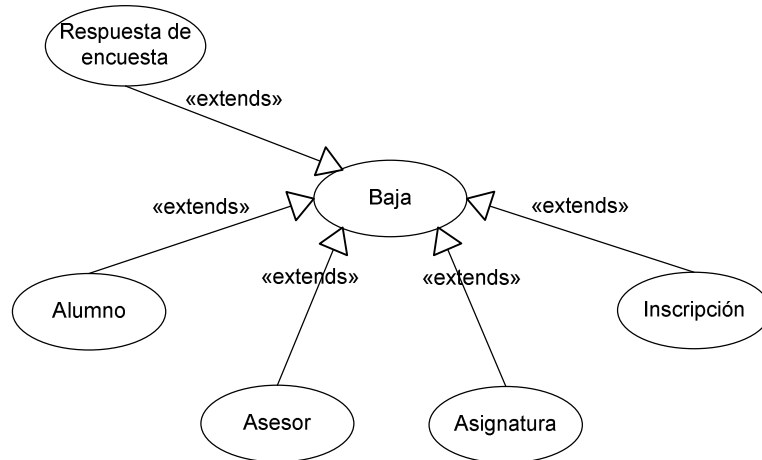 Respuesta de
encuesta
«extends»
Baja
«extends»
«extends»
«extends»
«extends»
Alumno
Inscripción
Asesor
Asignatura